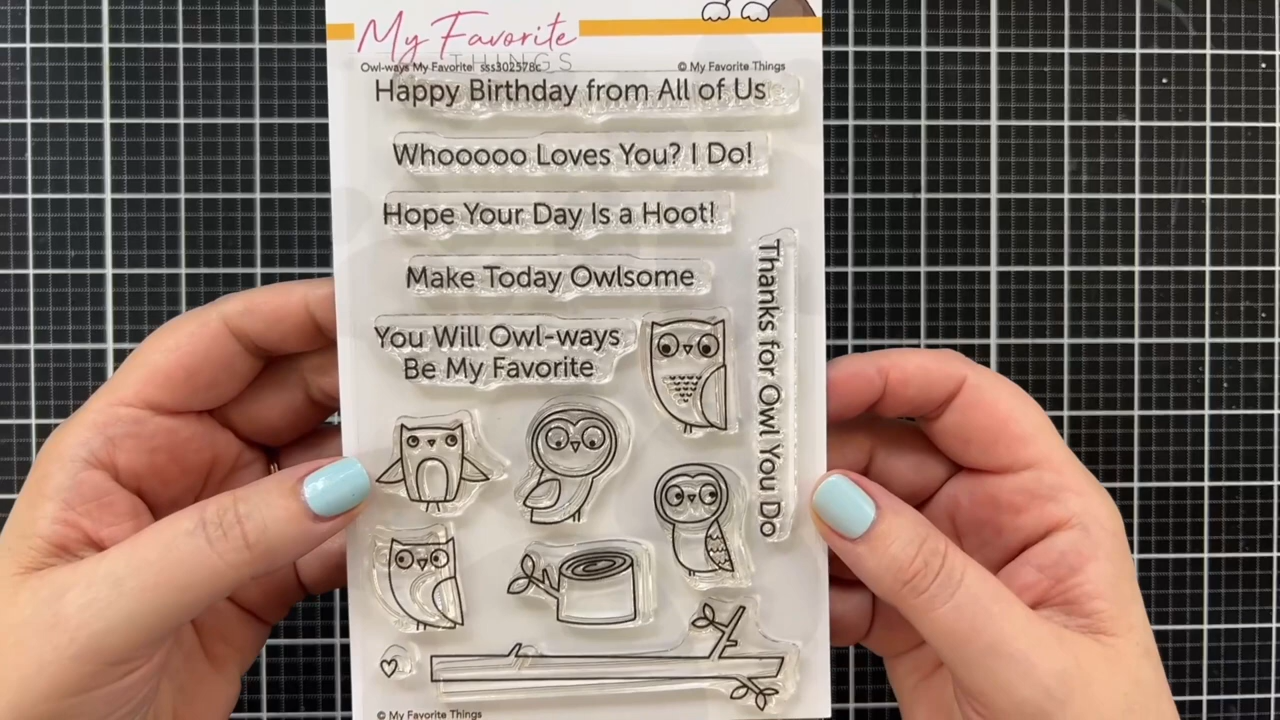 My Favorite
THINGS
Owl-ways My Favorite sss302578c © My Favorite Things
Happy Birthday from All of Us
Whooooo Loves You? I Do!
Hope Your Day Is a Hoot!
Make Today Owlsome
You Will Owl-ways
Be My Favorite
Thanks for Owl You Do
© My Favorite Things